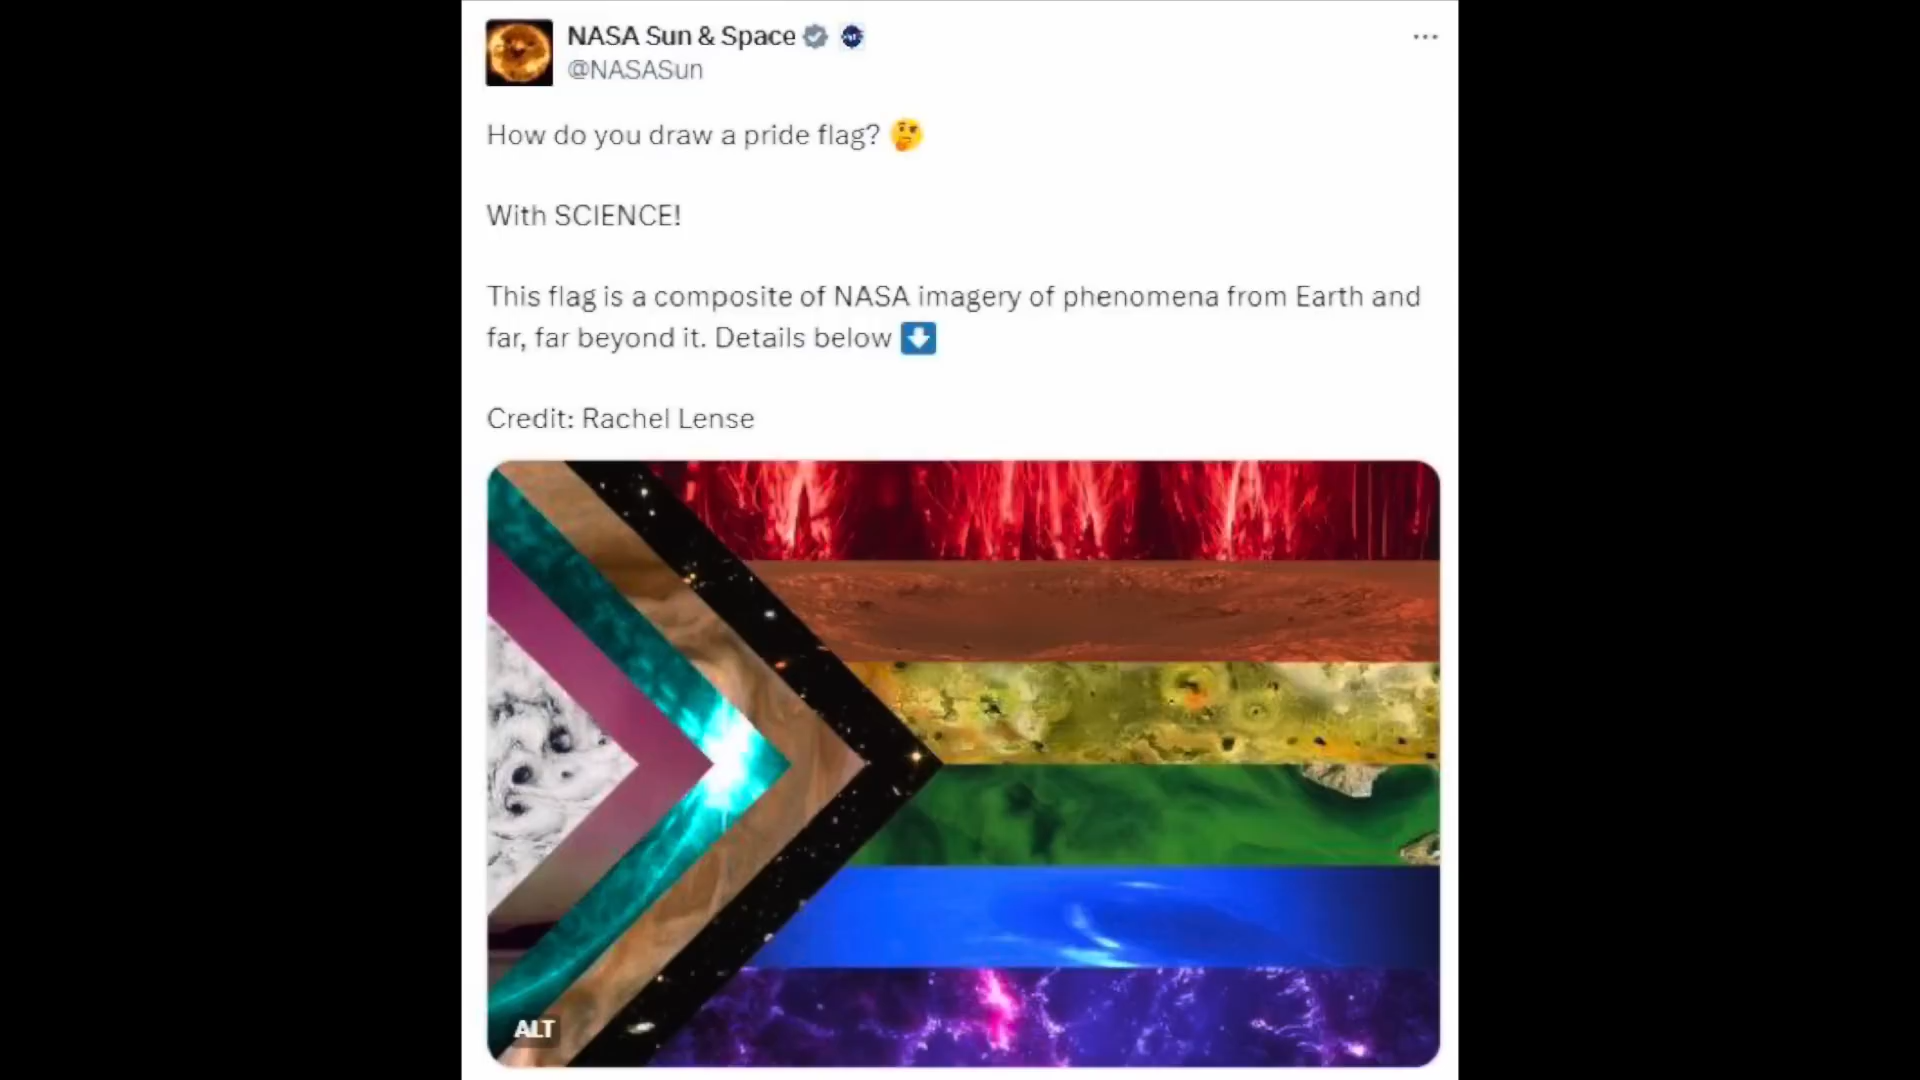 NASA Sun & Space
@NASASun
How do you draw a pride flag? 🤔
With SCIENCE!
This flag is a composite of NASA imagery of phenomena from Earth and
far, far beyond it. Details below ⬇️
Credit: Rachel Lense
ALT